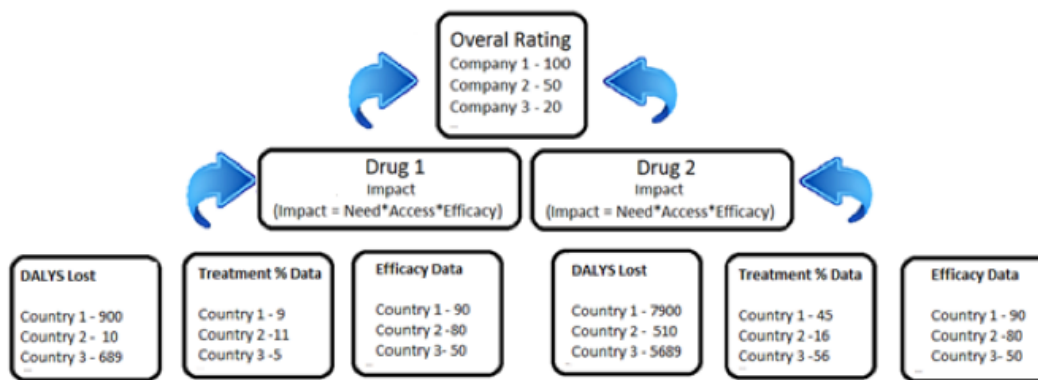 Overal Rating
Company 1 - 100
Company 2 - 50
Company 3 - 20
...
Drug 1
Impact
(Impact = Need*Access*Efficacy)
Drug 2
Impact
(Impact = Need*Access*Efficacy)
DALYS Lost
Country 1 - 900
Country 2 - 10
Country 3 - 689
...
Treatment % Data
Country 1 - 9
Country 2 -11
Country 3 -5
...
Efficacy Data
Country 1 - 90
Country 2 -80
Country 3- 50
...
DALYS Lost
Country 1 - 7900
Country 2 - 510
Country 3 - 5689
...
Treatment % Data
Country 1 - 45
Country 2 -16
Country 3 -56
...
Efficacy Data
Country 1 - 90
Country 2 -80
Country 3- 50
...